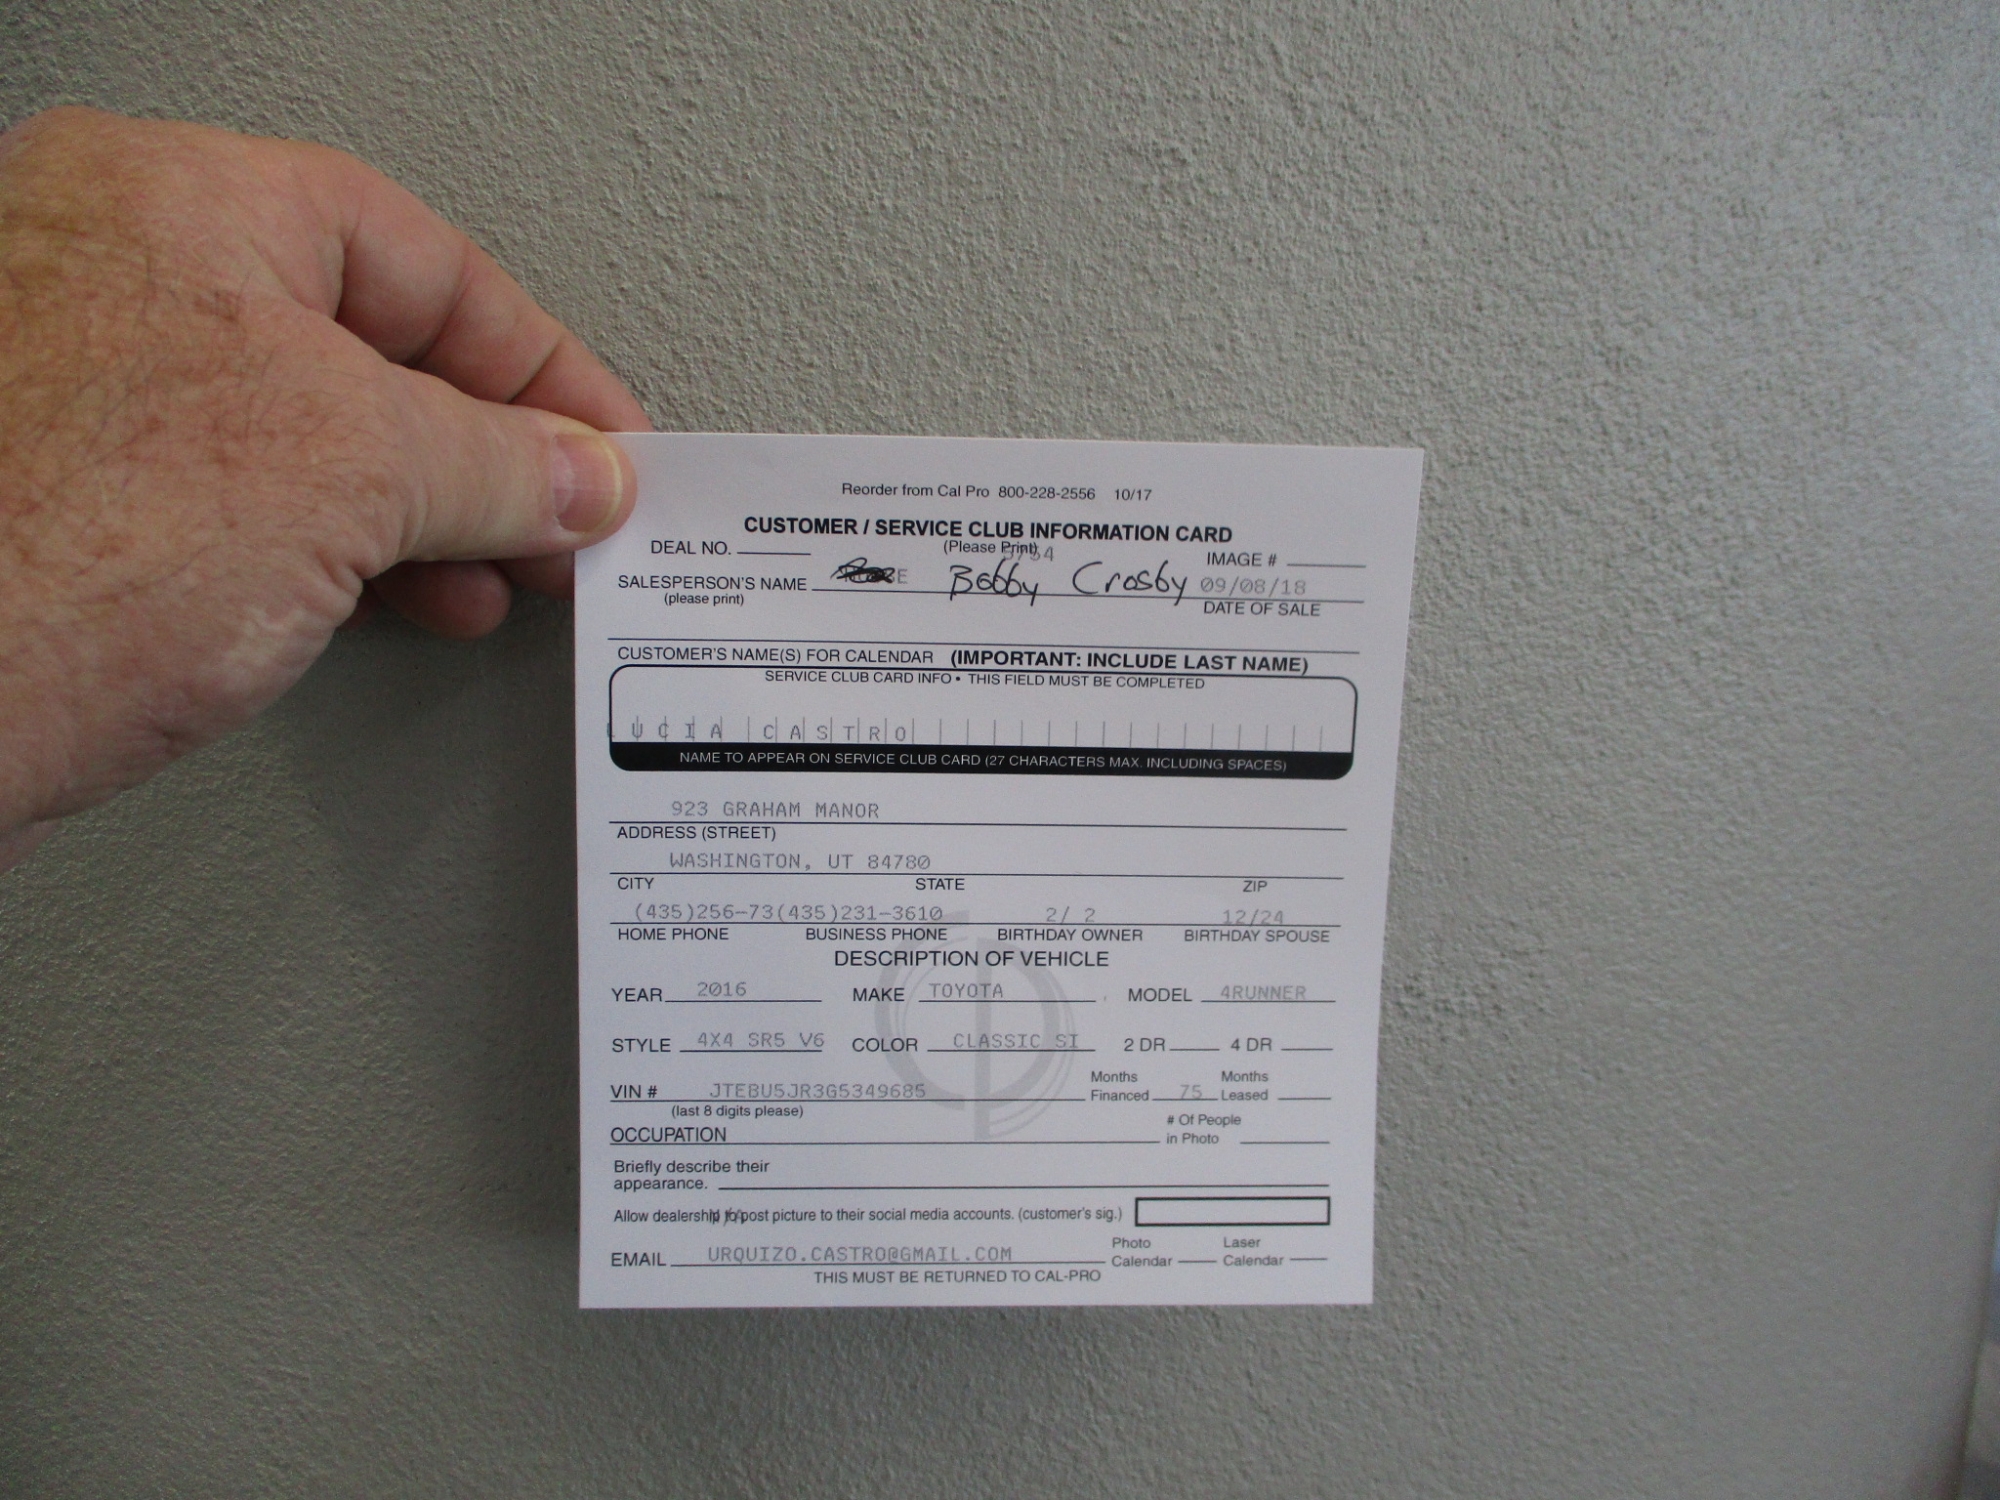 Reorder from Cal Pro 800-228-2556 10/17
CUSTOMER / SERVICE CLUB INFORMATION CARD
DEAL NO. (Please Print) IMAGE #
SALESPERSON'S NAME Bobby Crosby 09/08/18
(please print) DATE OF SALE
CUSTOMER'S NAME(S) FOR CALENDAR (IMPORTANT: INCLUDE LAST NAME)
SERVICE CLUB CARD INFO • THIS FIELD MUST BE COMPLETED
LUCIA CASTRO
NAME TO APPEAR ON SERVICE CLUB CARD (27 CHARACTERS MAX. INCLUDING SPACES)
923 GRAHAM MANOR
ADDRESS (STREET)
WASHINGTON, UT 84780
CITY STATE ZIP
(435)256-73(435)231-3610 2/ 2 12/24
HOME PHONE BUSINESS PHONE BIRTHDAY OWNER BIRTHDAY SPOUSE
DESCRIPTION OF VEHICLE
YEAR 2016 MAKE TOYOTA MODEL 4RUNNER
STYLE 4X4 SR5 V6 COLOR CLASSIC SI 2 DR 4 DR
Months Months
VIN # JTEBU5JR3G5349685 Financed 75 Leased
(last 8 digits please) # Of People
OCCUPATION in Photo
Briefly describe their
appearance.
Allow dealership to post picture to their social media accounts. (customer's sig.)
Photo Laser
EMAIL URQUIZO.CASTRO@GMAIL.COM Calendar Calendar
THIS MUST BE RETURNED TO CAL-PRO